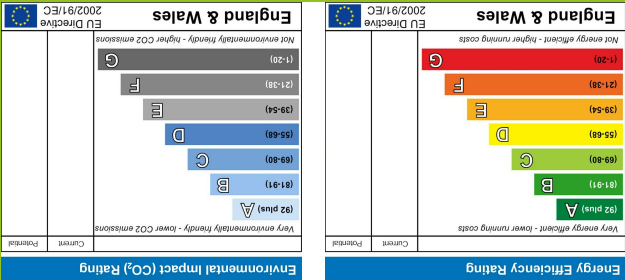 Energy Efficiency Rating
Current Potential
Very energy efficient - lower running costs
(92 plus) A
(81-91) B
(69-80) C
(55-68) D
(39-54) E
(21-38) F
(1-20) G
Not energy efficient - higher running costs
England & Wales
EU Directive
2002/91/EC
Environmental Impact (CO₂) Rating
Current Potential
Very environmentally friendly - lower CO2 emissions
(92 plus) A
(81-91) B
(69-80) C
(55-68) D
(39-54) E
(21-38) F
(1-20) G
Not environmentally friendly - higher CO2 emissions
England & Wales
EU Directive
2002/91/EC